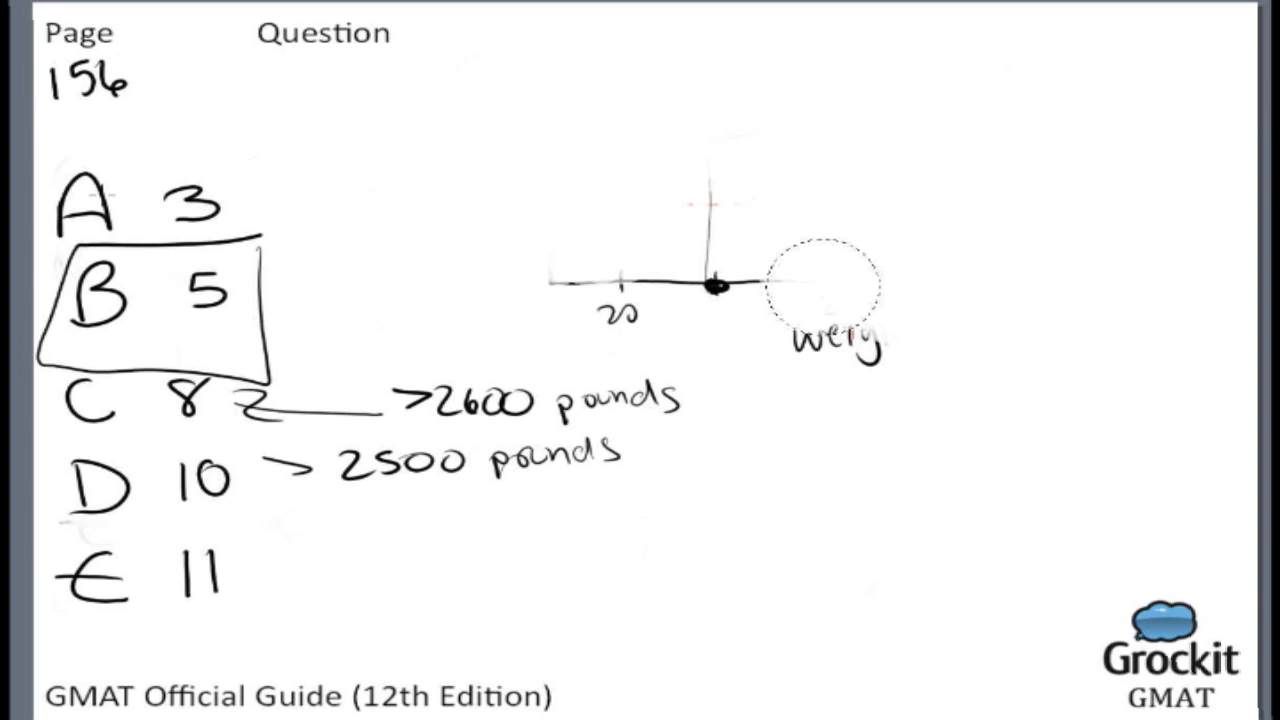 Page Question
156
A 3
B 5
20
weig
C 8 >2600 pounds
D 10 > 2500 pounds
E 11
Grockit
GMAT
GMAT Official Guide (12th Edition)